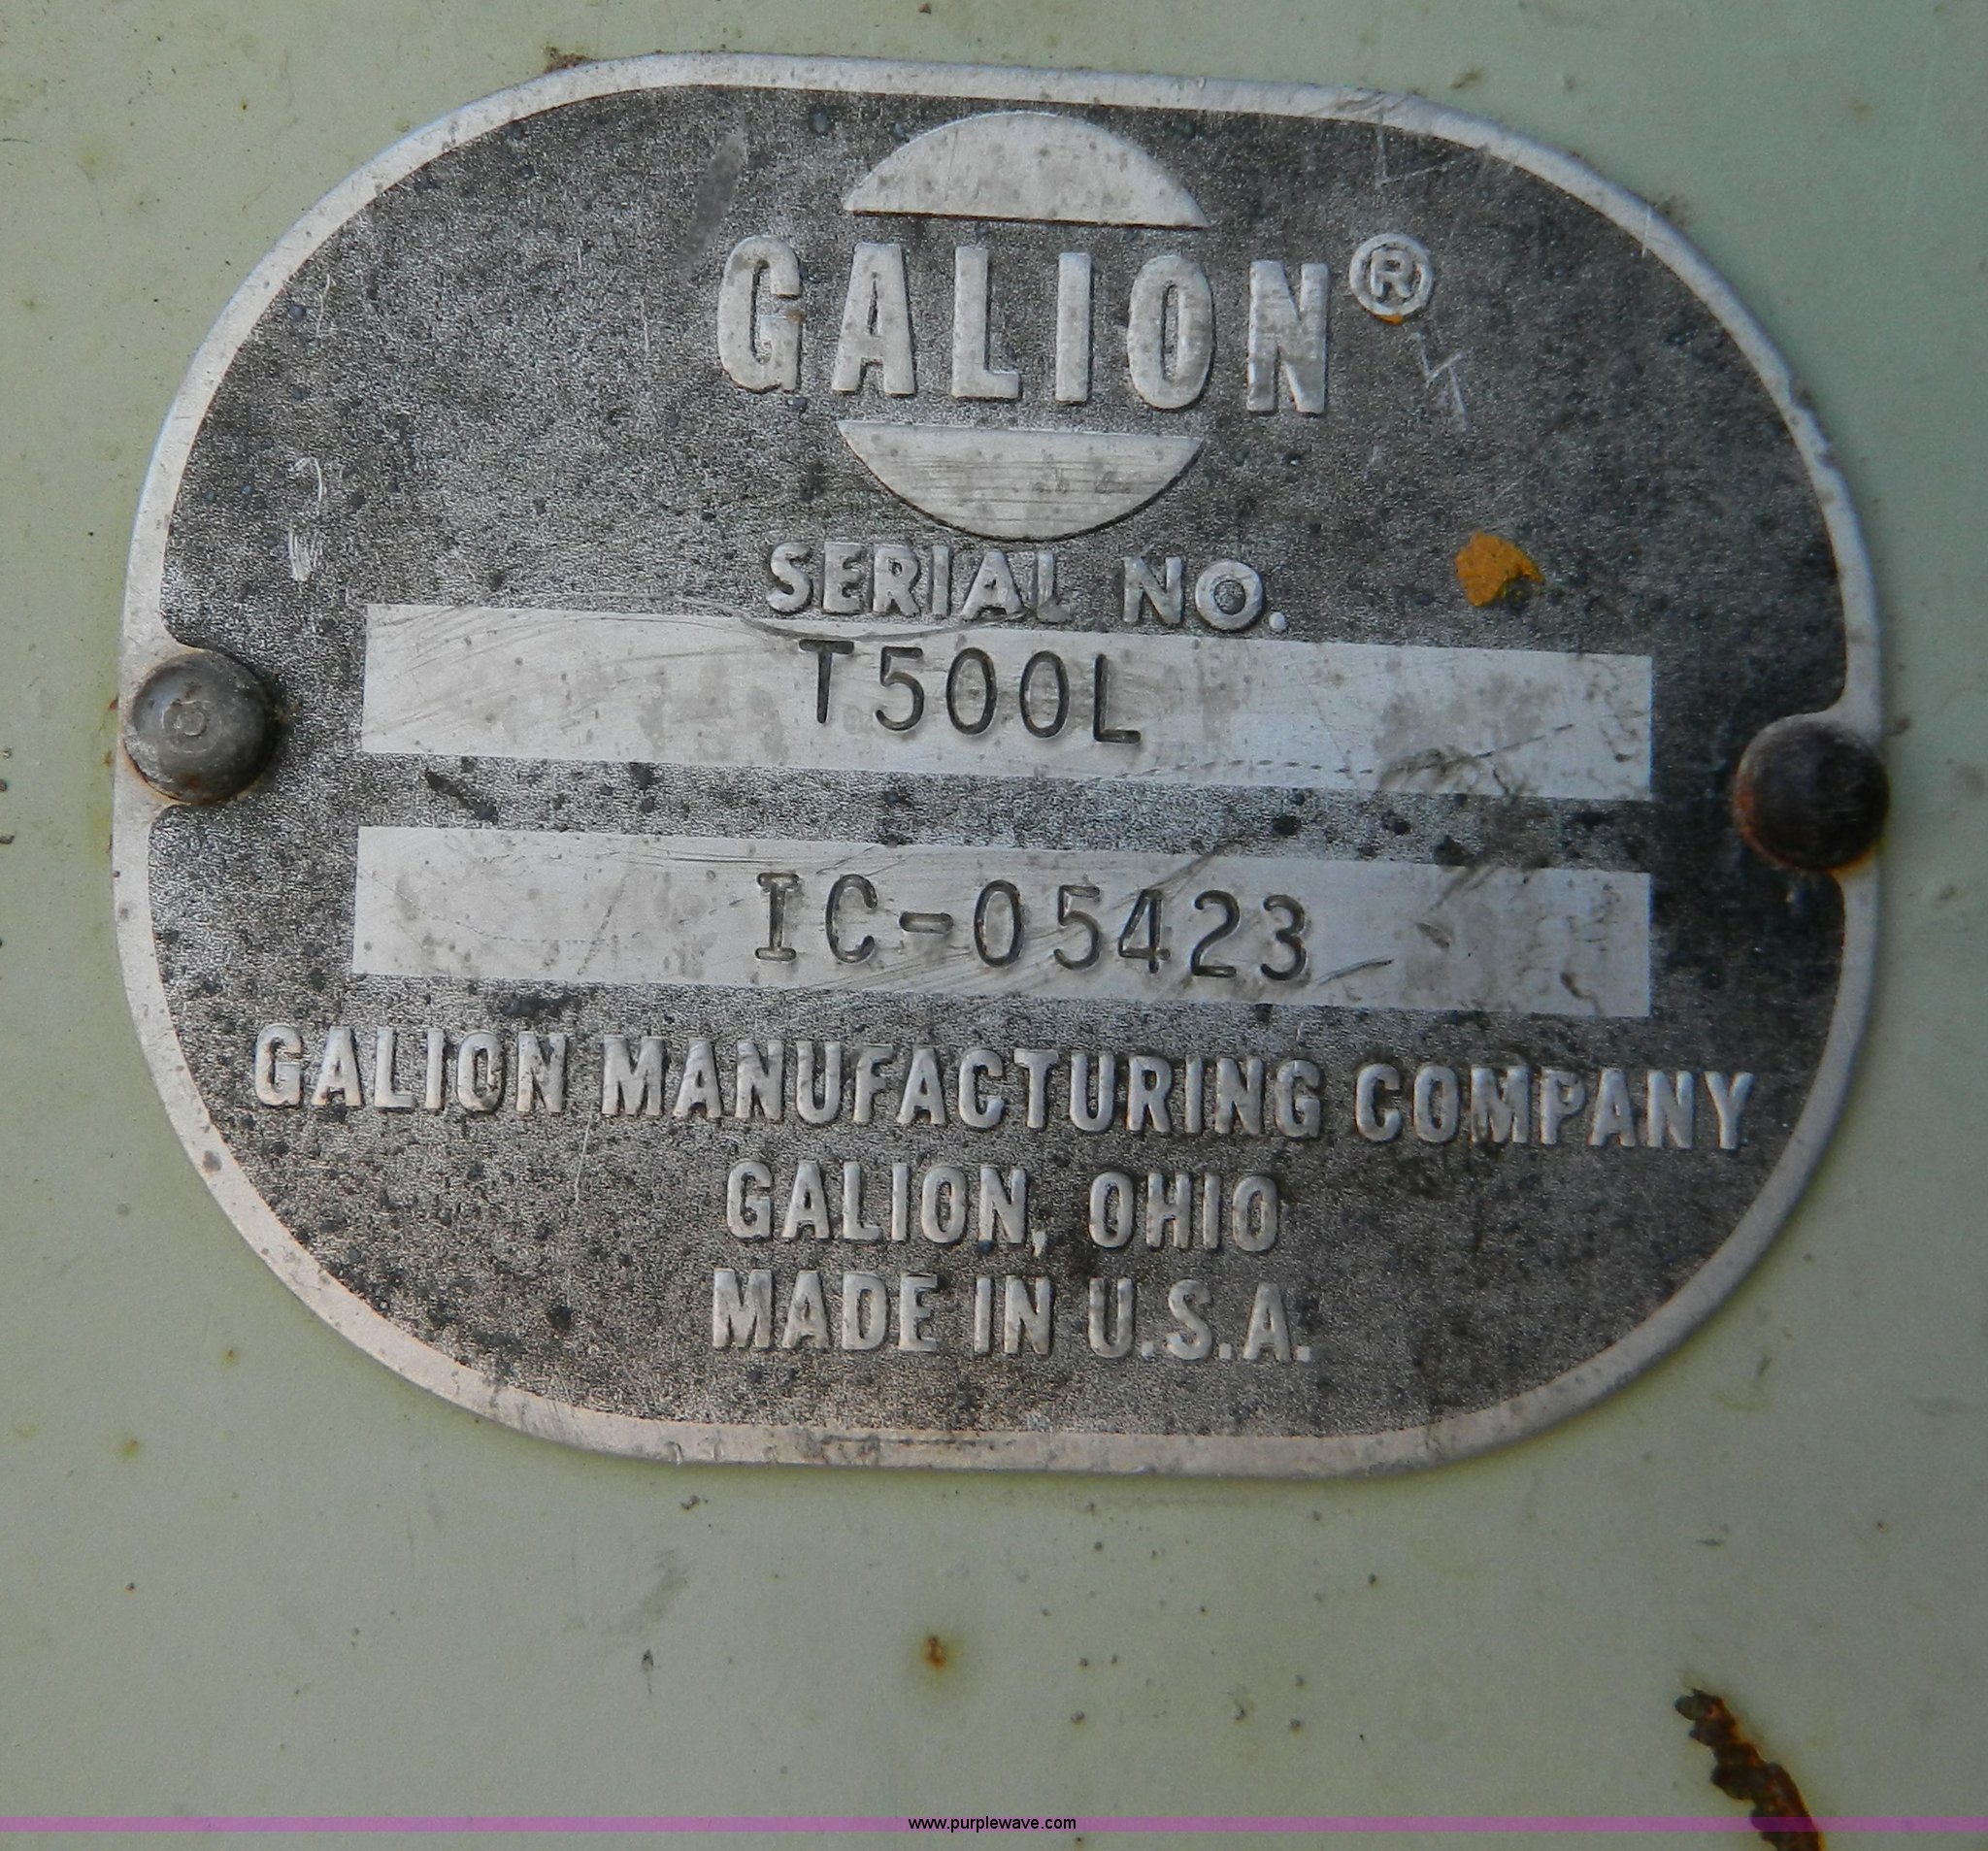 GALION®
SERIAL NO.
T500L
IC-05423
GALION MANUFACTURING COMPANY
GALION, OHIO
MADE IN U.S.A.
www.purplewave.com